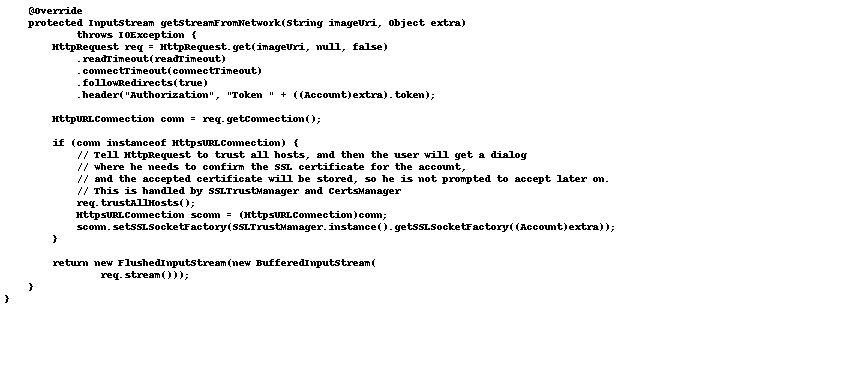 @Override
protected InputStream getStreamFromNetwork(String imageUri, Object extra)
throws IOException {
HttpRequest req = HttpRequest.get(imageUri, null, false)
.readTimeout(readTimeout)
.connectTimeout(connectTimeout)
.followRedirects(true)
.header("Authorization", "Token " + ((Account)extra).token);
HttpURLConnection conn = req.getConnection();
if (conn instanceof HttpsURLConnection) {
// Tell HttpRequest to trust all hosts, and then the user will get a dialog
// where he needs to confirm the SSL certificate for the account,
// and the accepted certificate will be stored, so he is not prompted to accept later on.
// This is handled by SSLTrustManager and CertsManager
req.trustAllHosts();
HttpsURLConnection sconn = (HttpsURLConnection)conn;
sconn.setSSLSocketFactory(SSLTrustManager.instance().getSSLSocketFactory((Account)extra));
}
return new FlushedInputStream(new BufferedInputStream(
req.stream()));
}
}